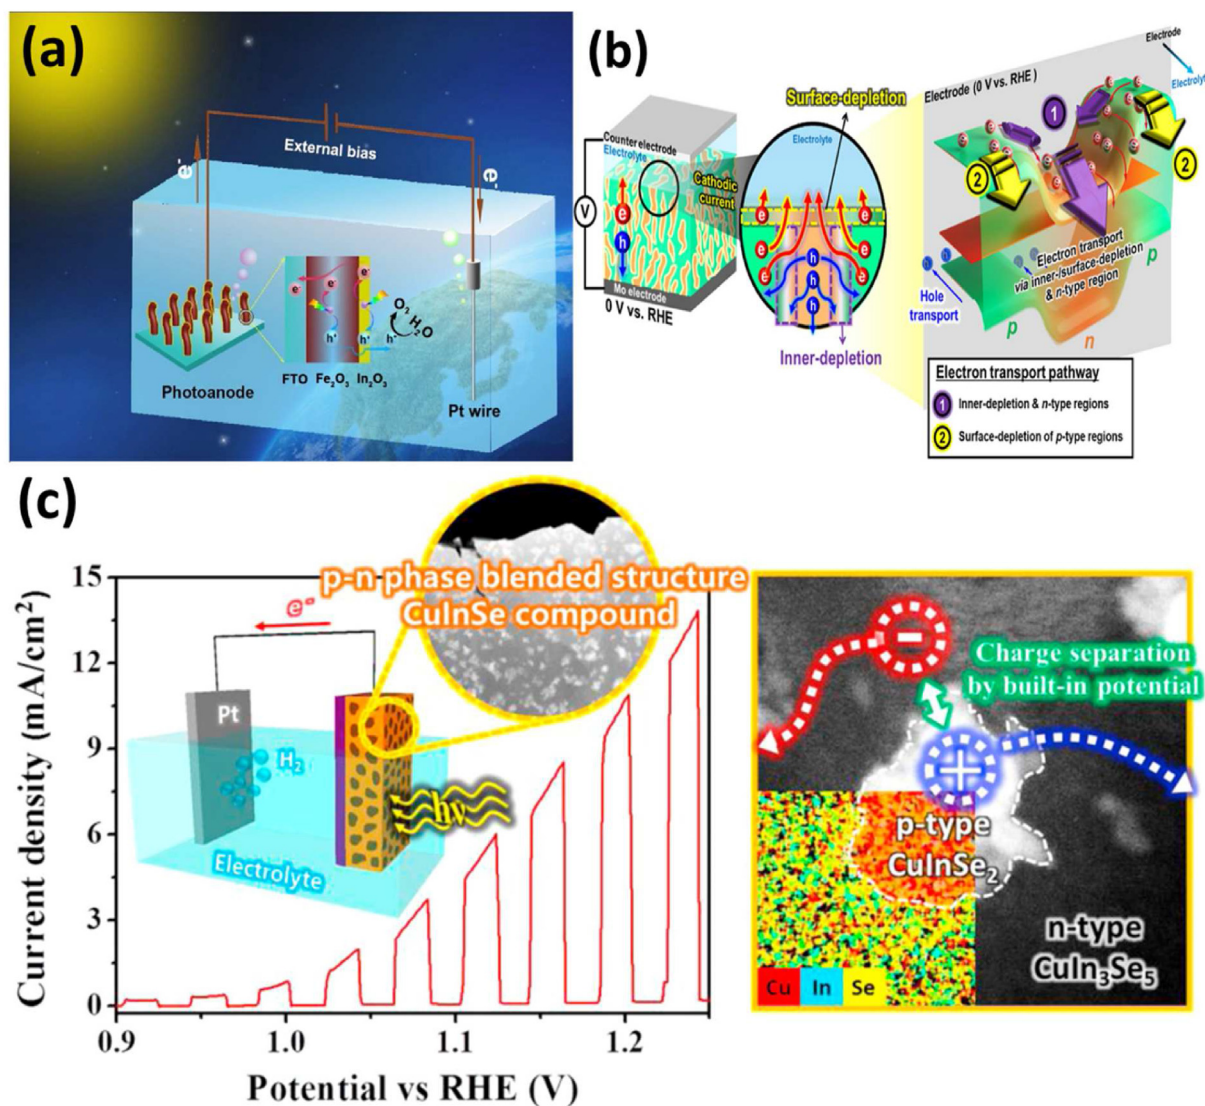 (a)
External bias
e-
e-
e-
e-
h+
h+
h+
O2
H2O
FTO Fe2O3 In2O3
Photoanode
Pt wire
(b)
Counter electrode
Electrolyte
V
e
h
Mo electrode
0 V vs. RHE
Cathodic
current
Surface-depletion
Electrolyte
e e
e e
e e
h
h h
h
Inner-depletion
Electrode
Electrolyte
Electrode (0 V vs. RHE )
1
2
2
Electron transport
via inner-/surface-depletion
& n-type region
Hole
transport
p
n
p
Electron transport pathway
1 Inner-depletion & n-type regions
2 Surface-depletion of p-type regions
(c)
Current density (mA/cm2)
15
12
9
6
3
0
0.9 1.0 1.1 1.2
Potential vs RHE (V)
p-n phase blended structure
CuInSe compound
e-
Pt
H2
hν
Electrolyte
Charge separation
by built-in potential
p-type
CuInSe2
n-type
CuIn3Se5
Cu In Se